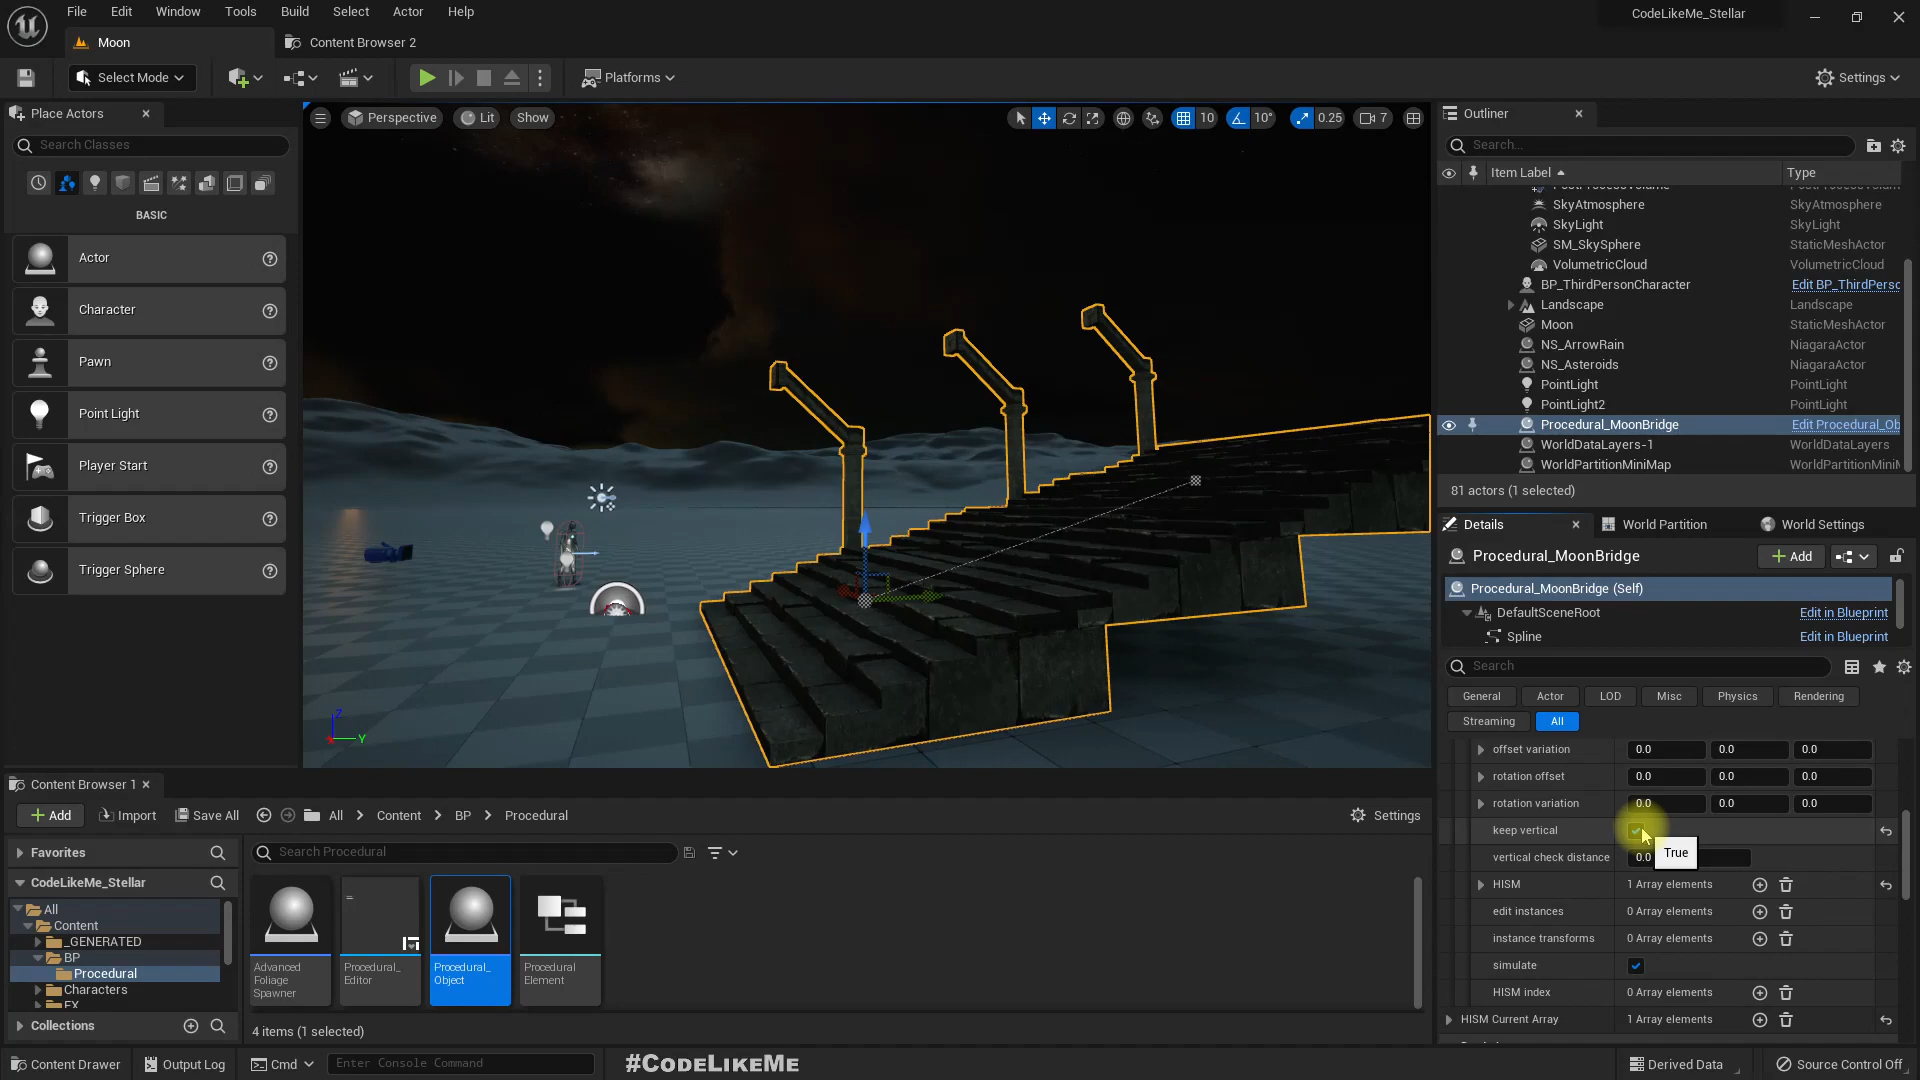 File Edit Window Tools Build Select Actor Help
CodeLikeMe_Stellar
Moon
Content Browser 2
Select Mode
Platforms
Settings
Place Actors
Search Classes
BASIC
Actor
Character
Pawn
Point Light
Player Start
Trigger Box
Trigger Sphere
Perspective Lit Show
10 10° 0.25 7
Outliner
Search...
Item Label Type
SkyAtmosphere SkyAtmosphere
SkyLight SkyLight
SM_SkySphere StaticMeshActor
VolumetricCloud VolumetricCloud
BP_ThirdPersonCharacter Edit BP_ThirdPersc
Landscape Landscape
Moon StaticMeshActor
NS_ArrowRain NiagaraActor
NS_Asteroids NiagaraActor
PointLight PointLight
PointLight2 PointLight
Procedural_MoonBridge Edit Procedural_Ob
WorldDataLayers-1 WorldDataLayers
WorldPartitionMiniMap WorldPartitionMini
81 actors (1 selected)
Details World Partition World Settings
Procedural_MoonBridge
Add
Procedural_MoonBridge (Self)
DefaultSceneRoot Edit in Blueprint
Spline Edit in Blueprint
Search
General Actor LOD Misc Physics Rendering
Streaming All
offset variation 0.0 0.0 0.0
rotation offset 0.0 0.0 0.0
rotation variation 0.0 0.0 0.0
keep vertical
vertical check distance 0.0
True
HISM 1 Array elements
edit instances 0 Array elements
instance transforms 0 Array elements
simulate
HISM index 0 Array elements
HISM Current Array 1 Array elements
Z
Y
Content Browser 1
Add Import Save All All Content BP Procedural
Settings
Favorites
Search Procedural
CodeLikeMe_Stellar
All
Content
_GENERATED
BP
Procedural
Characters
FX
Collections
Advanced
Foliage
Spawner
Procedural_
Editor
Procedural_
Object
Procedural
Element
4 items (1 selected)
Content Drawer Output Log Cmd Enter Console Command
#CODELIKEME
Derived Data Source Control Off